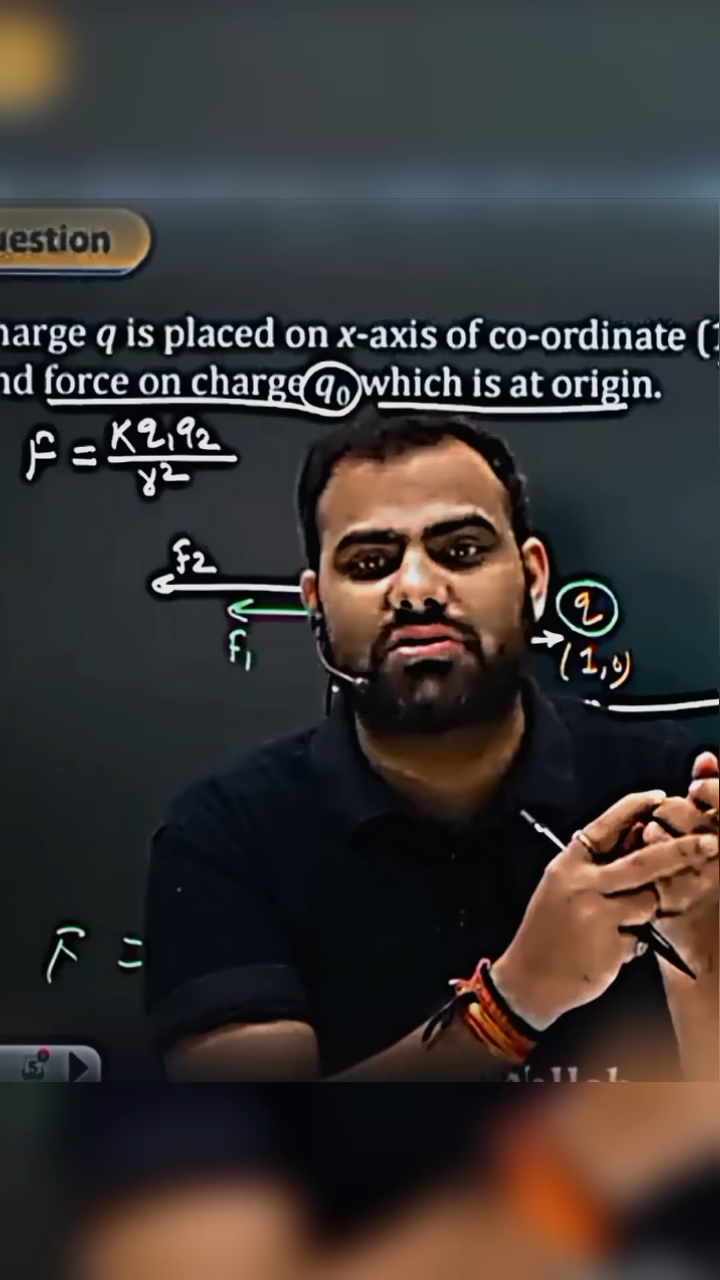 uestion
harge q is placed on x-axis of co-ordinate (1
nd force on charge q₀ which is at origin.
F = Kq₁q₂/r²
F₂
F₁
q
(1,0)
F =